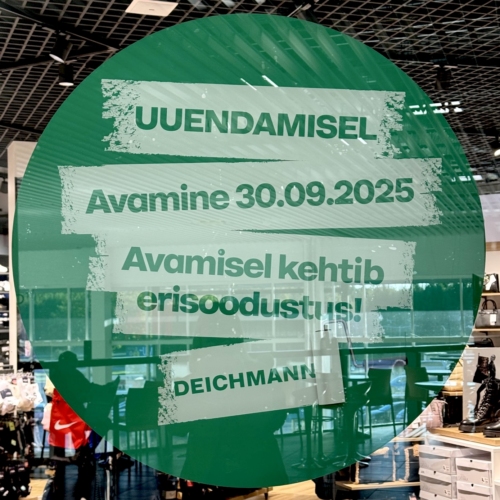 UUENDAMISEL
Avamine 30.09.2025
Avamisel kehtib
erisoodustus!
DEICHMANN